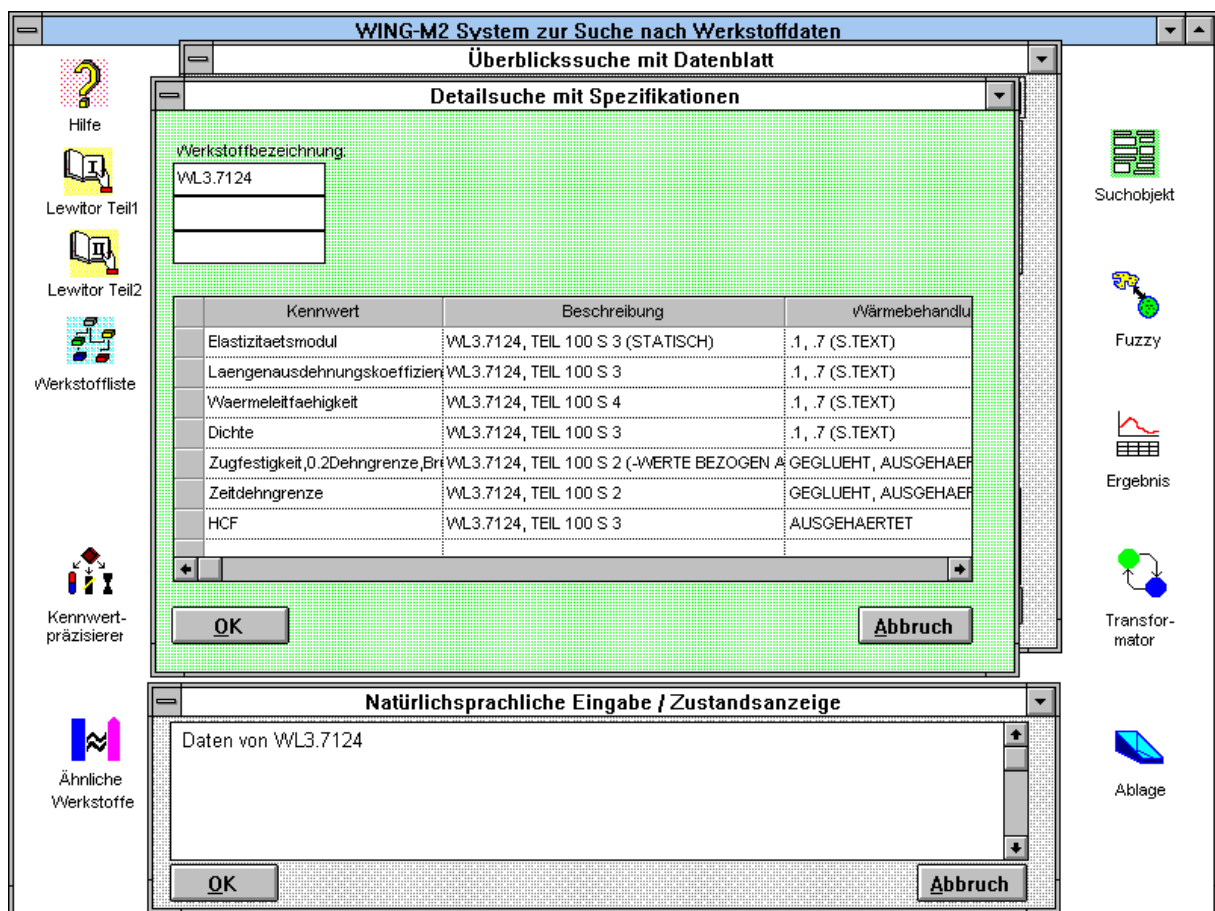 WING-M2 System zur Suche nach Werkstoffdaten
Überblickssuche mit Datenblatt
Detailsuche mit Spezifikationen
Hilfe
Lewitor Teil1
Lewitor Teil2
Werkstoffliste
Kennwert-
präzisierer
Ähnliche
Werkstoffe
Werkstoffbezeichnung:
WL3.7124
Kennwert Beschreibung Wärmebehandlu
Elastizitaetsmodul WL3.7124, TEIL 100 S 3 (STATISCH) .1, .7 (S.TEXT)
Laengenausdehnungskoeffizien WL3.7124, TEIL 100 S 3 .1, .7 (S.TEXT)
Waermeleitfaehigkeit WL3.7124, TEIL 100 S 4 .1, .7 (S.TEXT)
Dichte WL3.7124, TEIL 100 S 3 .1, .7 (S.TEXT)
Zugfestigkeit,0.2Dehngrenze,Bru WL3.7124, TEIL 100 S 2 (-WERTE BEZOGEN A GEGLUEHT, AUSGEHAER
Zeitdehngrenze WL3.7124, TEIL 100 S 2 GEGLUEHT, AUSGEHAER
HCF WL3.7124, TEIL 100 S 3 AUSGEHAERTET
OK Abbruch
Natürlichsprachliche Eingabe / Zustandsanzeige
Daten von WL3.7124
OK Abbruch
Suchobjekt
Fuzzy
Ergebnis
Transfor-
mator
Ablage